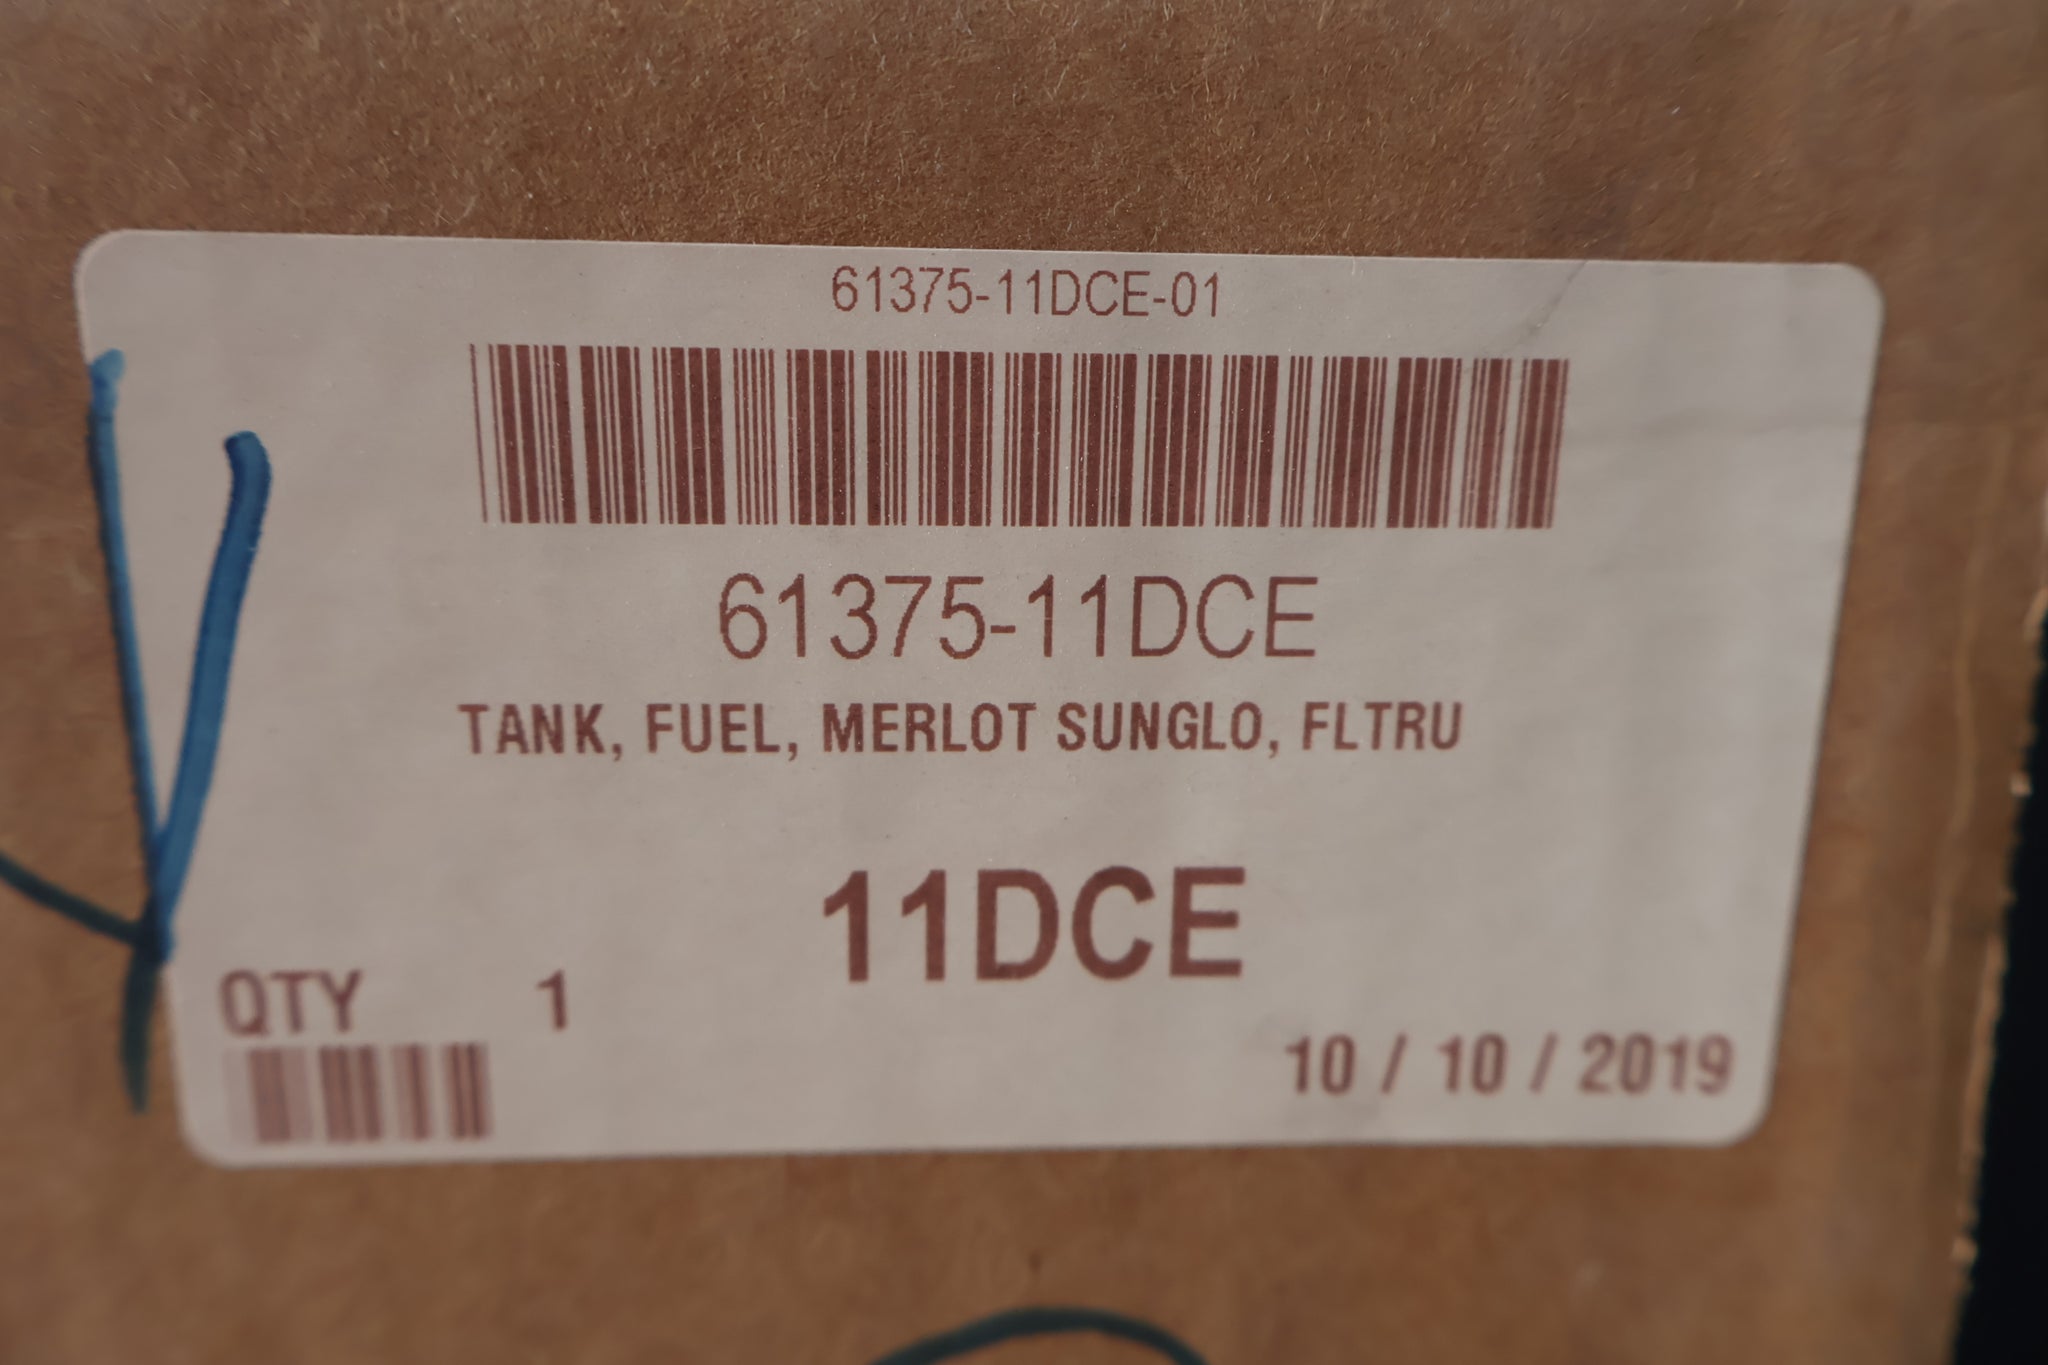 61375-11DCE-01
61375-11DCE
TANK, FUEL, MERLOT SUNGLO, FLTRU
11DCE
QTY 1
10 / 10 / 2019